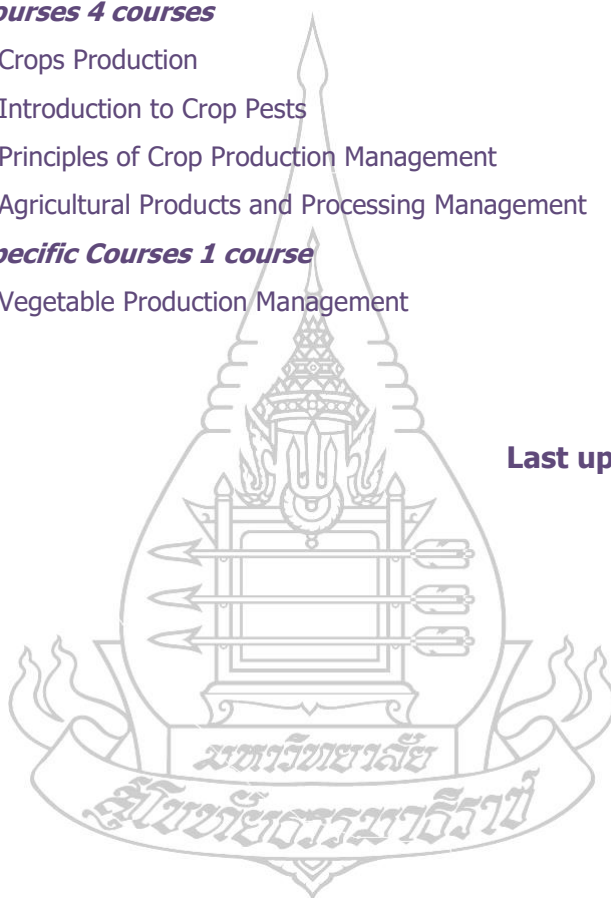 ourses 4 courses
Crops Production
Introduction to Crop Pests
Principles of Crop Production Management
Agricultural Products and Processing Management
pecific Courses 1 course
Vegetable Production Management
Last up
มหาวิทยาลัย
สุโขทัยธรรมาธิราช